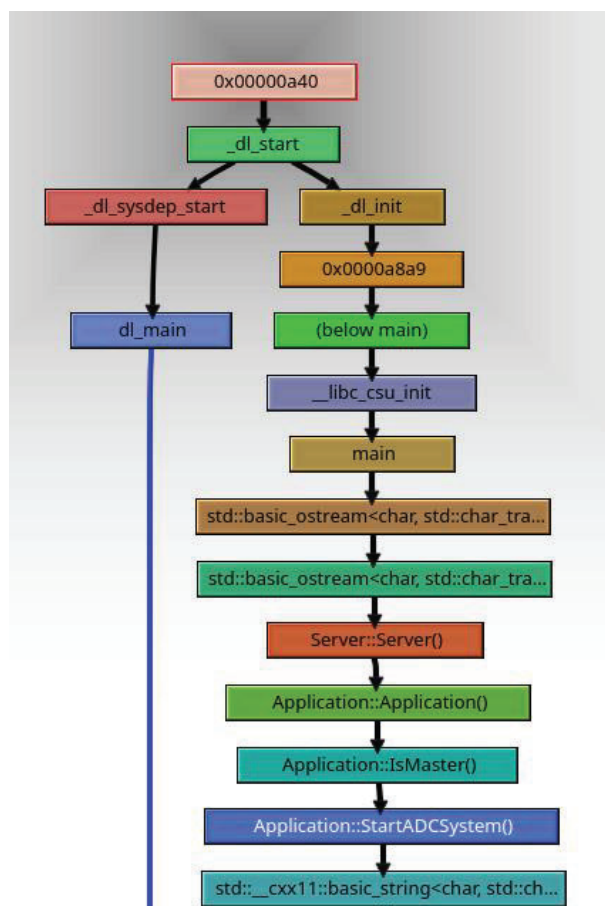 0x00000a40
_dl_start
_dl_sysdep_start
_dl_init
0x0000a8a9
dl_main
(below main)
__libc_csu_init
main
std::basic_ostream<char, std::char_tra...
std::basic_ostream<char, std::char_tra...
Server::Server()
Application::Application()
Application::IsMaster()
Application::StartADCSystem()
std::__cxx11::basic_string<char, std::ch...